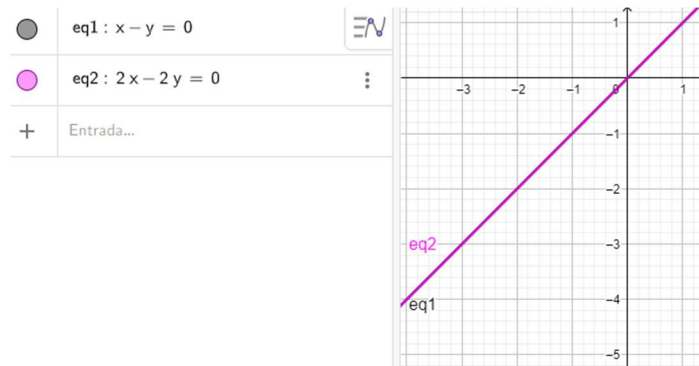 eq1 : x – y = 0
eq2 : 2 x – 2 y = 0
+ Entrada...
1
–3 –2 –1 0 1
–1
–2
eq2
–3
–4
eq1
–5